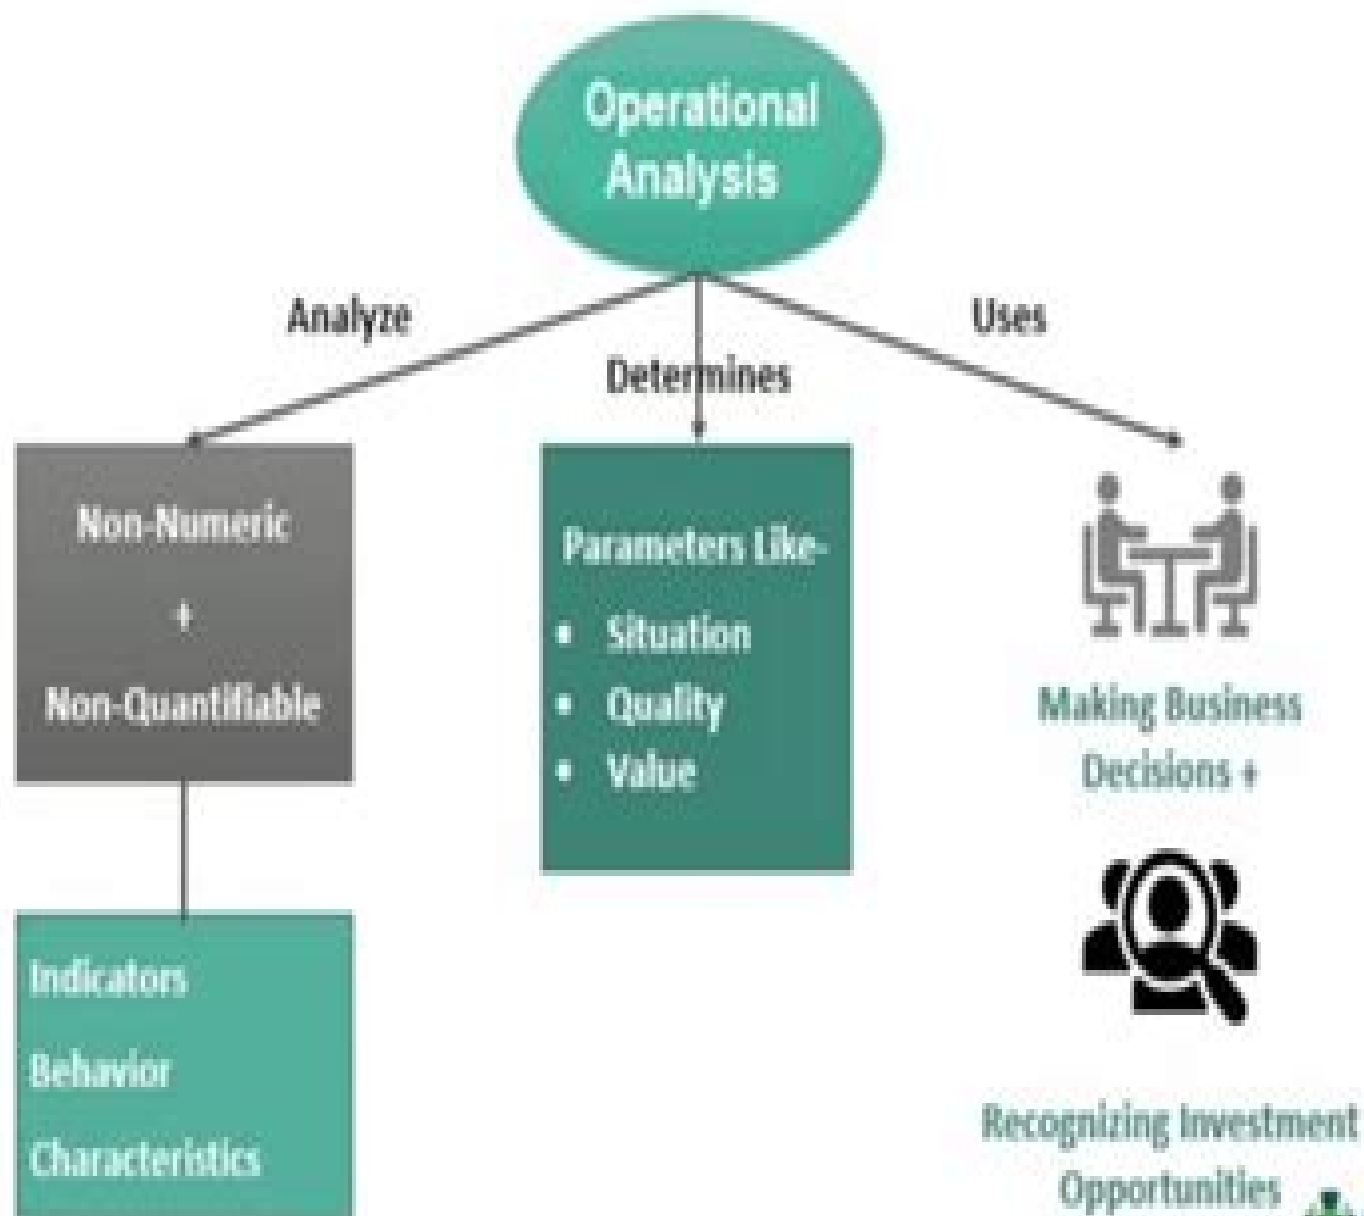 Operational
Analysis
Analyze
Determines
Uses
Non-Numeric
+
Non-Quantifiable
Parameters Like-
• Situation
• Quality
• Value
Making Business
Decisions +
Indicators
Behavior
Characteristics
Recognizing Investment
Opportunities